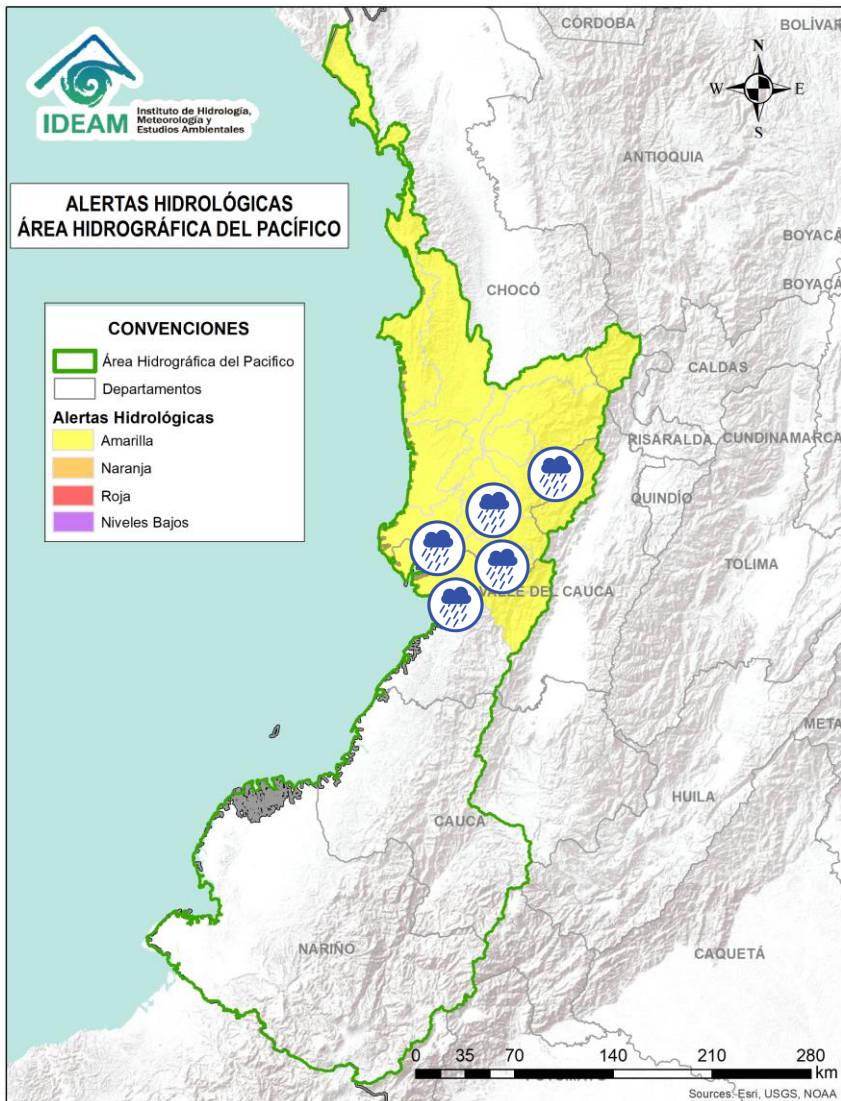 CÓRDOBA
BOLÍVAR
N
W E
S
IDEAM
Instituto de Hidrología,
Meteorología y
Estudios Ambientales
ANTIOQUIA
ALERTAS HIDROLÓGICAS
ÁREA HIDROGRÁFICA DEL PACÍFICO
BOYACÁ
BOYACÁ
CHOCÓ
CONVENCIONES
Área Hidrográfica del Pacifico
Departamentos
Alertas Hidrológicas
Amarilla
Naranja
Roja
Niveles Bajos
CALDAS
RISARALDA
CUNDINAMARCA
QUINDÍO
TOLIMA
VALLE DEL CAUCA
META
HUILA
CAUCA
NARIÑO
CAQUETÁ
0 35 70 140 210 280
km
Sources: Esri, USGS, NOAA